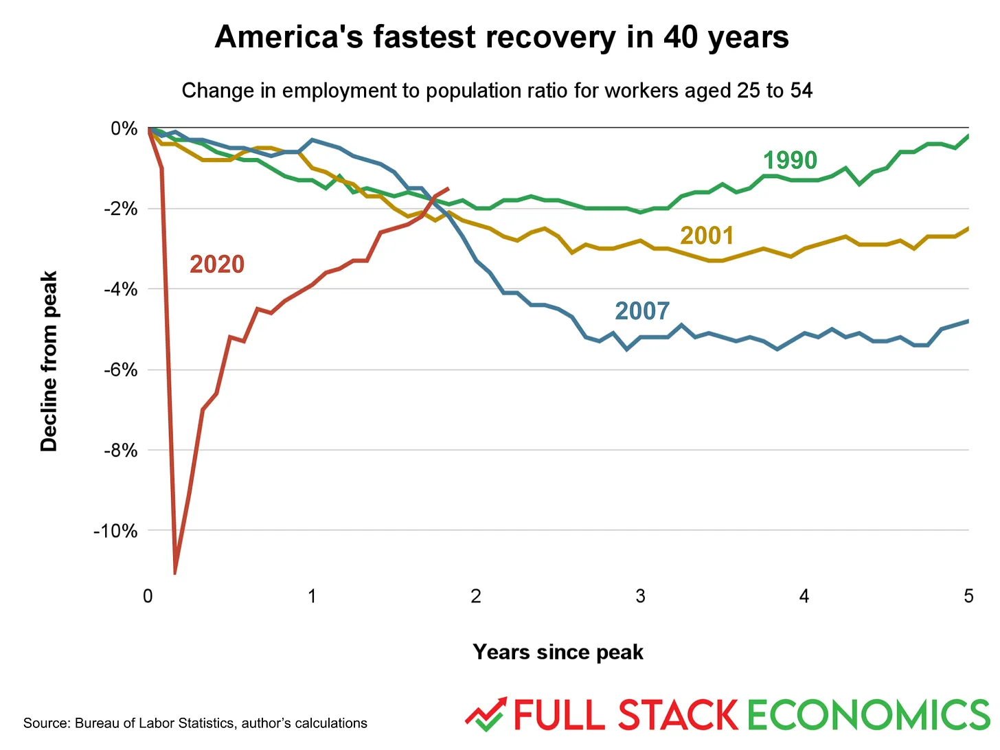 America's fastest recovery in 40 years
Change in employment to population ratio for workers aged 25 to 54
0%
-2%
-4%
-6%
-8%
-10%
Decline from peak
1990
2001
2020
2007
0 1 2 3 4 5
Years since peak
Source: Bureau of Labor Statistics, author’s calculations
FULL STACK ECONOMICS